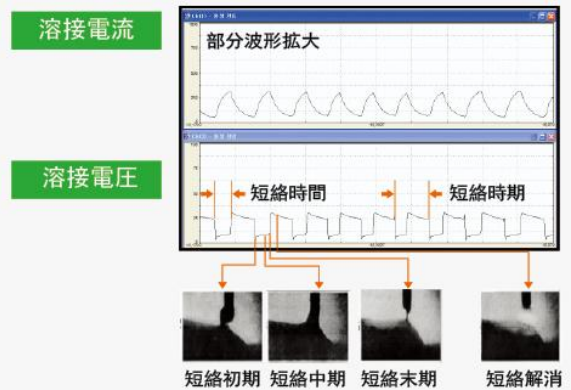 溶接電流
部分波形拡大
溶接電圧
短絡時間
短絡時期
短絡初期
短絡中期
短絡末期
短絡解消